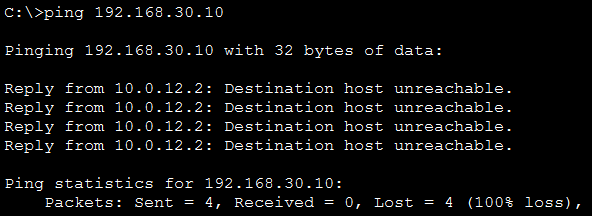 C:\>ping 192.168.30.10
Pinging 192.168.30.10 with 32 bytes of data:
Reply from 10.0.12.2: Destination host unreachable.
Reply from 10.0.12.2: Destination host unreachable.
Reply from 10.0.12.2: Destination host unreachable.
Reply from 10.0.12.2: Destination host unreachable.
Ping statistics for 192.168.30.10:
    Packets: Sent = 4, Received = 0, Lost = 4 (100% loss),